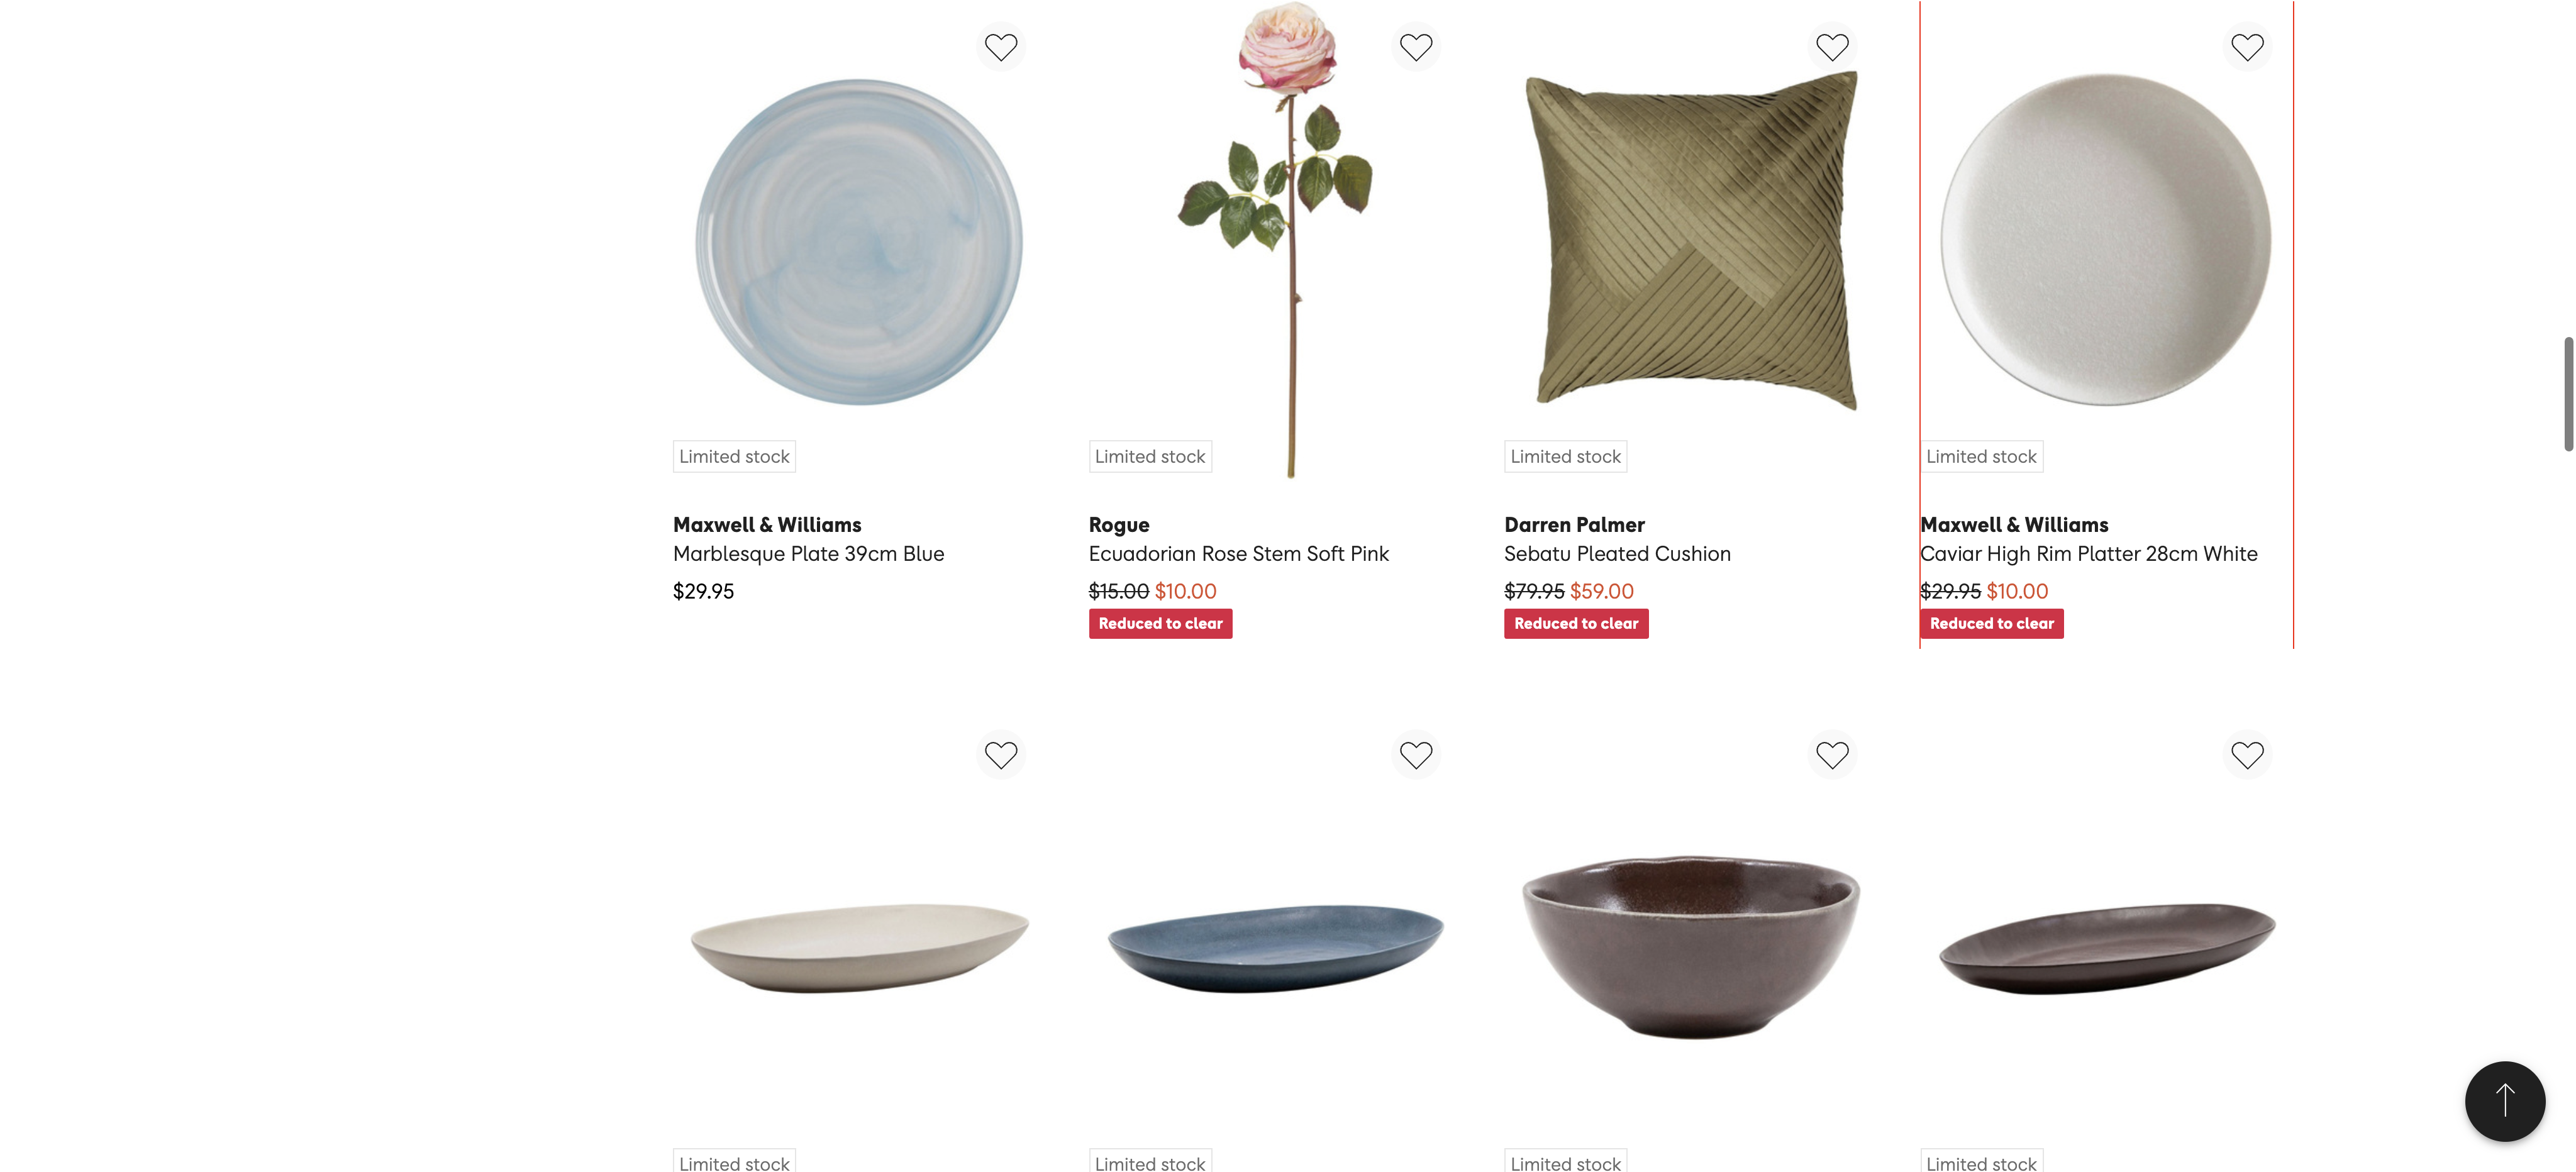 Limited stock
Limited stock
Limited stock
Limited stock
Maxwell & Williams
Marblesque Plate 39cm Blue
$29.95
Rogue
Ecuadorian Rose Stem Soft Pink
$15.00 $10.00
Reduced to clear
Darren Palmer
Sebatu Pleated Cushion
$79.95 $59.00
Reduced to clear
Maxwell & Williams
Caviar High Rim Platter 28cm White
$29.95 $10.00
Reduced to clear
Limited stock
Limited stock
Limited stock
Limited stock